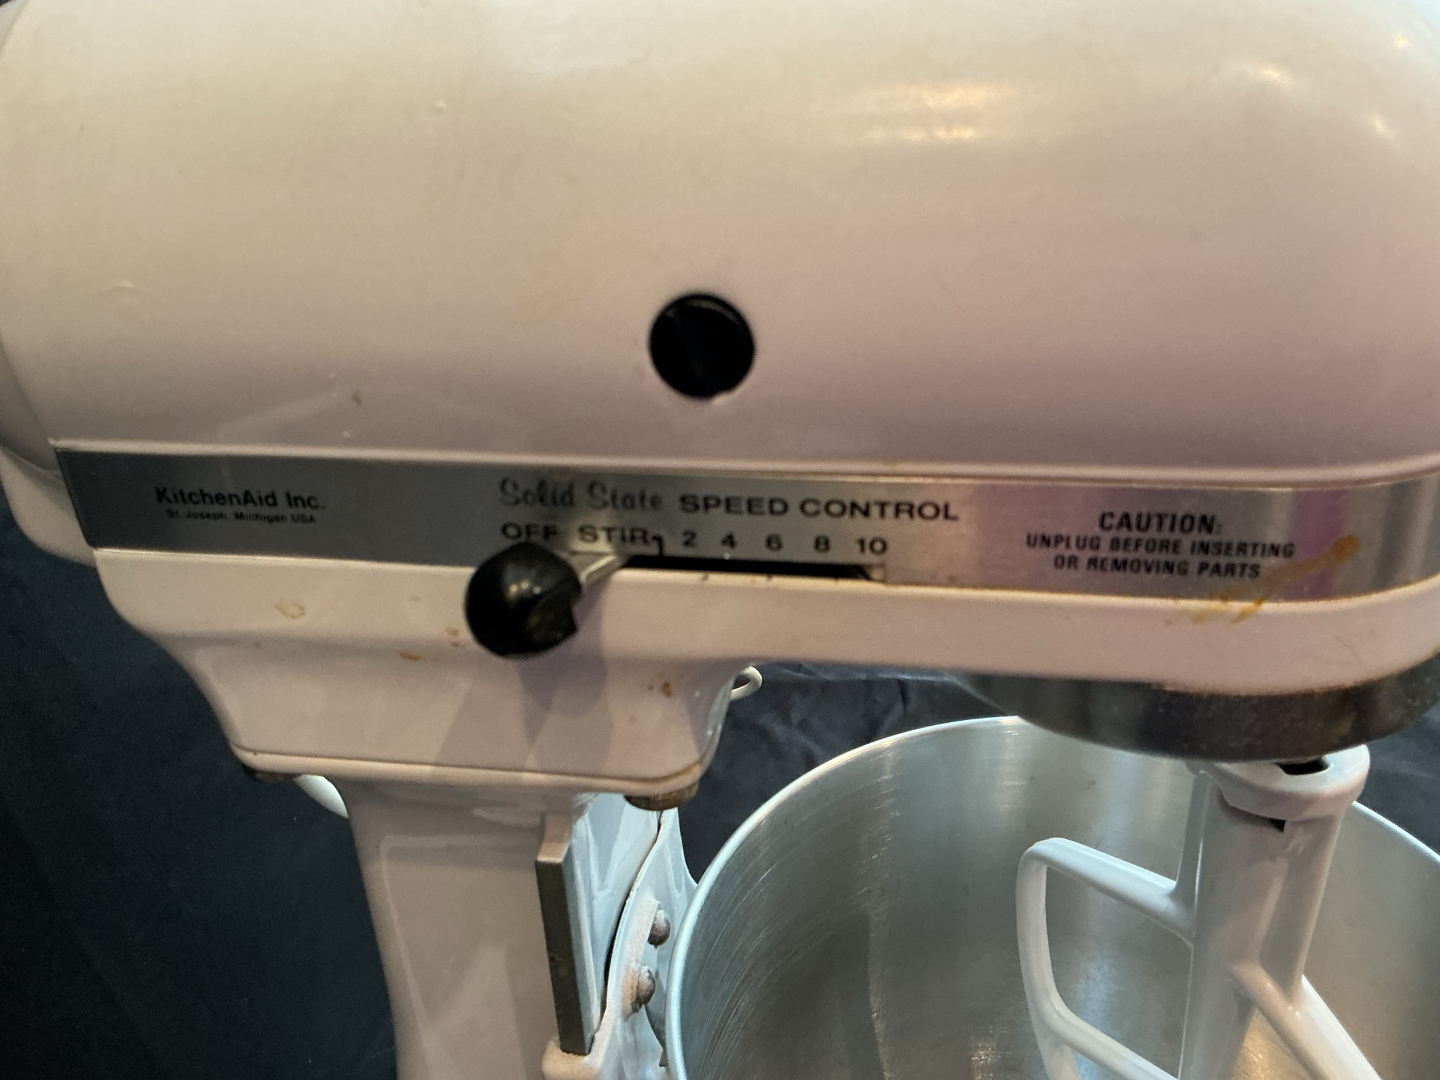 KitchenAid Inc.
St. Joseph, Michigan USA
Solid State SPEED CONTROL
OFF STIR 2 4 6 8 10
CAUTION:
UNPLUG BEFORE INSERTING
OR REMOVING PARTS